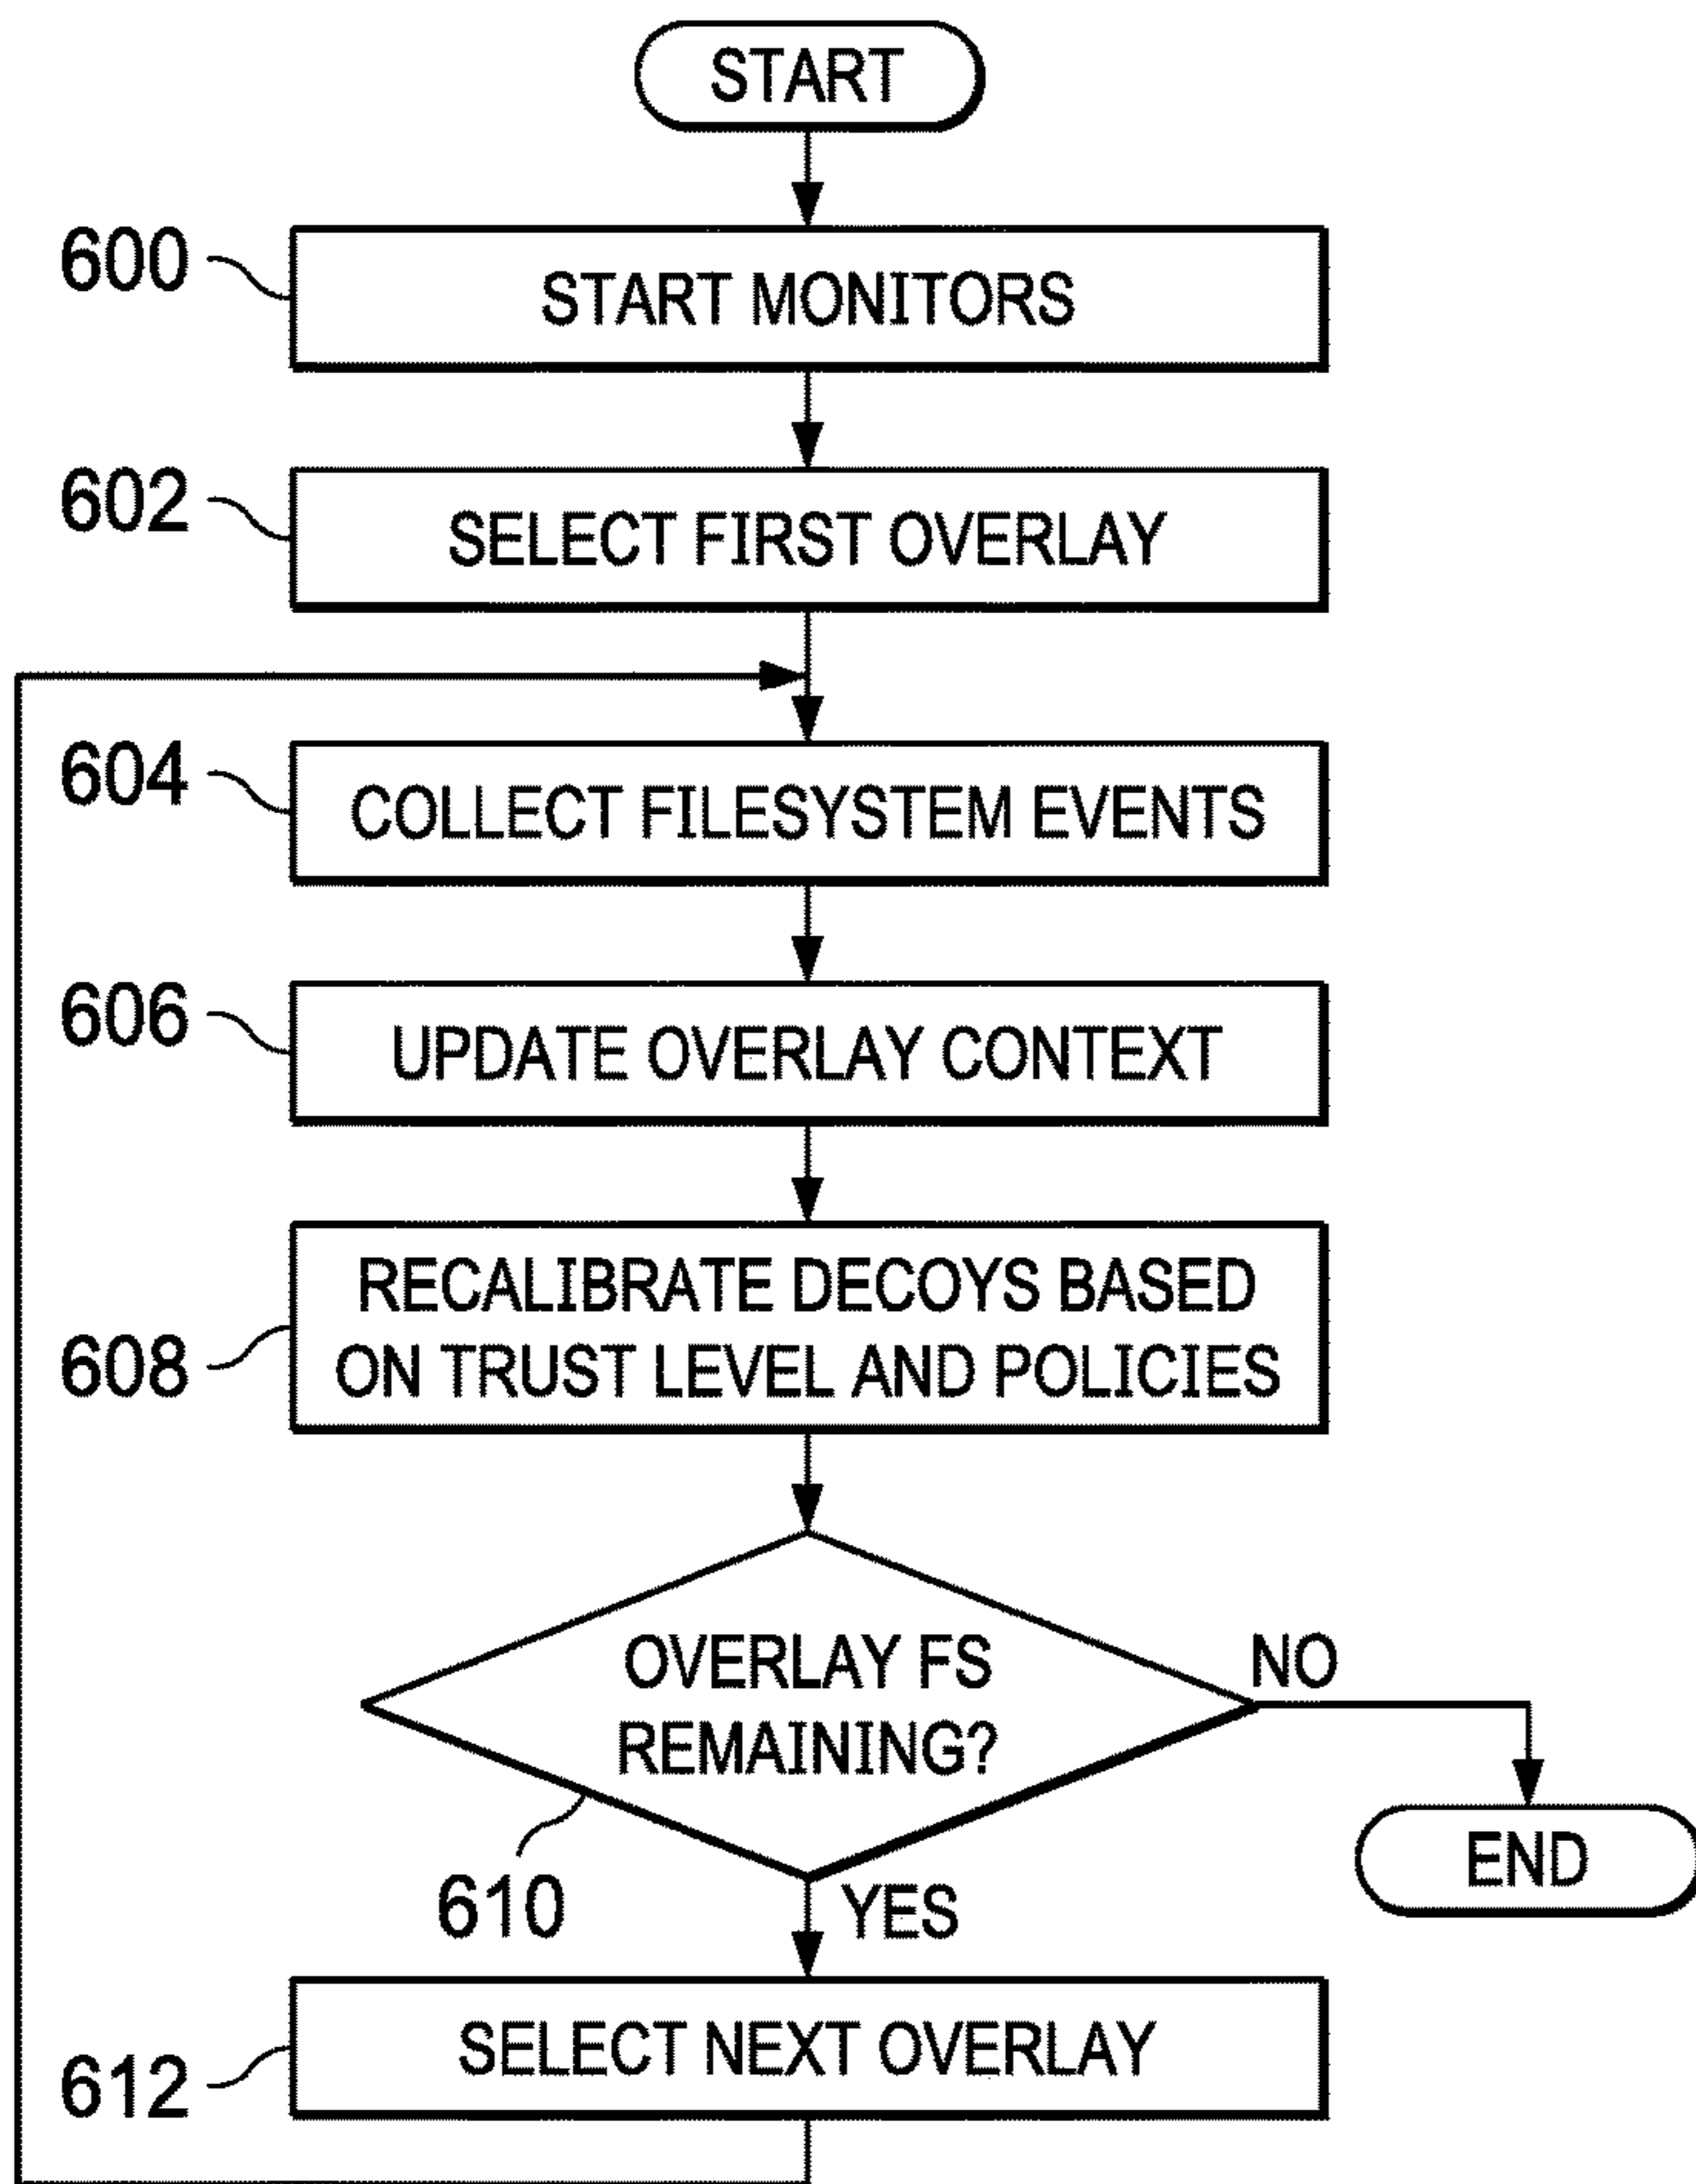 START
600
START MONITORS
602
SELECT FIRST OVERLAY
604
COLLECT FILESYSTEM EVENTS
606
UPDATE OVERLAY CONTEXT
608
RECALIBRATE DECOYS BASED
ON TRUST LEVEL AND POLICIES
OVERLAY FS
REMAINING?
NO
END
610
YES
612
SELECT NEXT OVERLAY